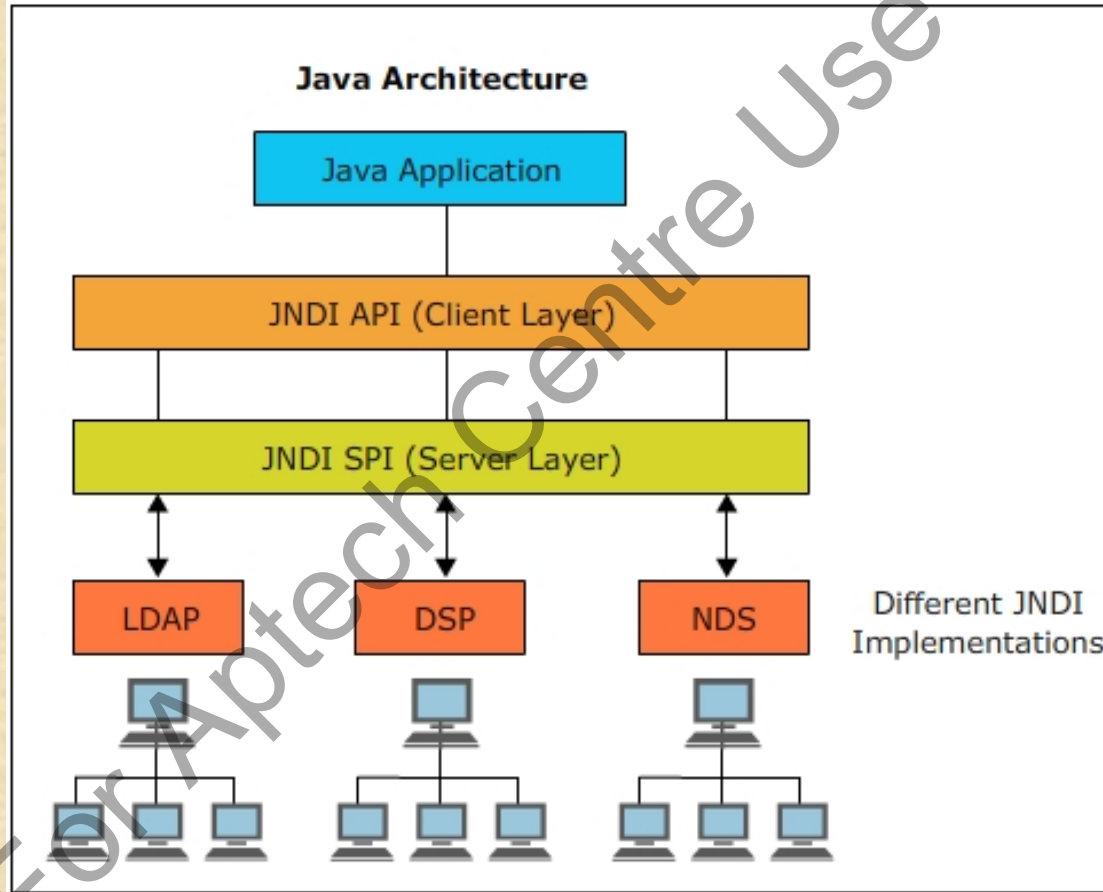 Java Architecture
Java Application
JNDI API (Client Layer)
JNDI SPI (Server Layer)
LDAP
DSP
NDS
Different JNDI
Implementations
For Aptech Centre Use